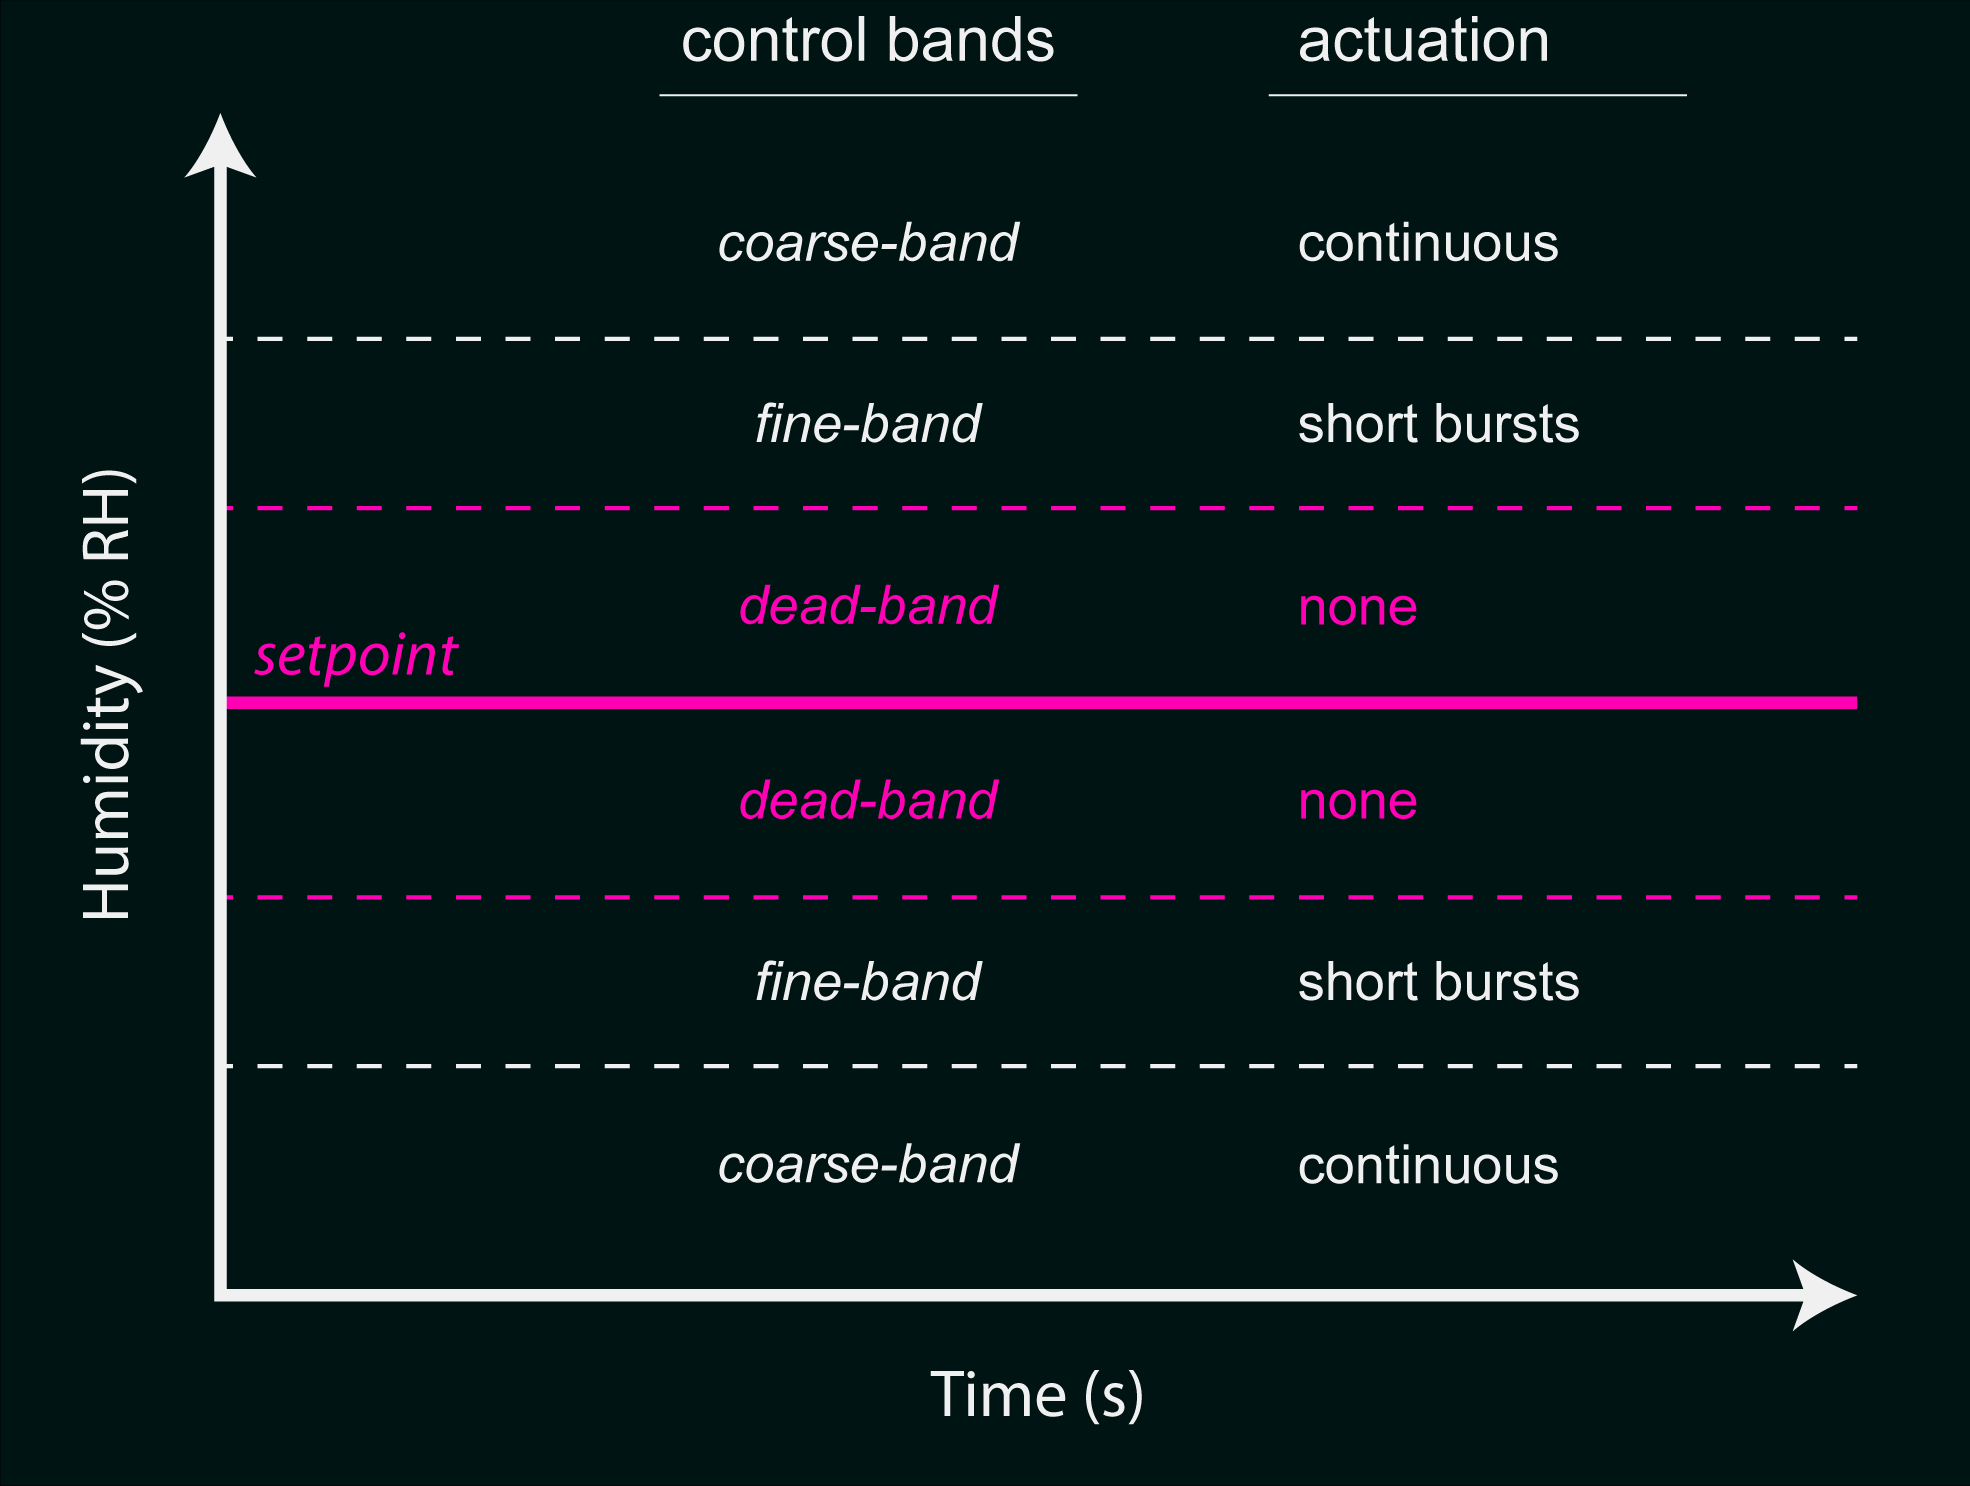 control bands actuation
coarse-band continuous
fine-band short bursts
dead-band none
setpoint
dead-band none
fine-band short bursts
coarse-band continuous
Humidity (% RH)
Time (s)